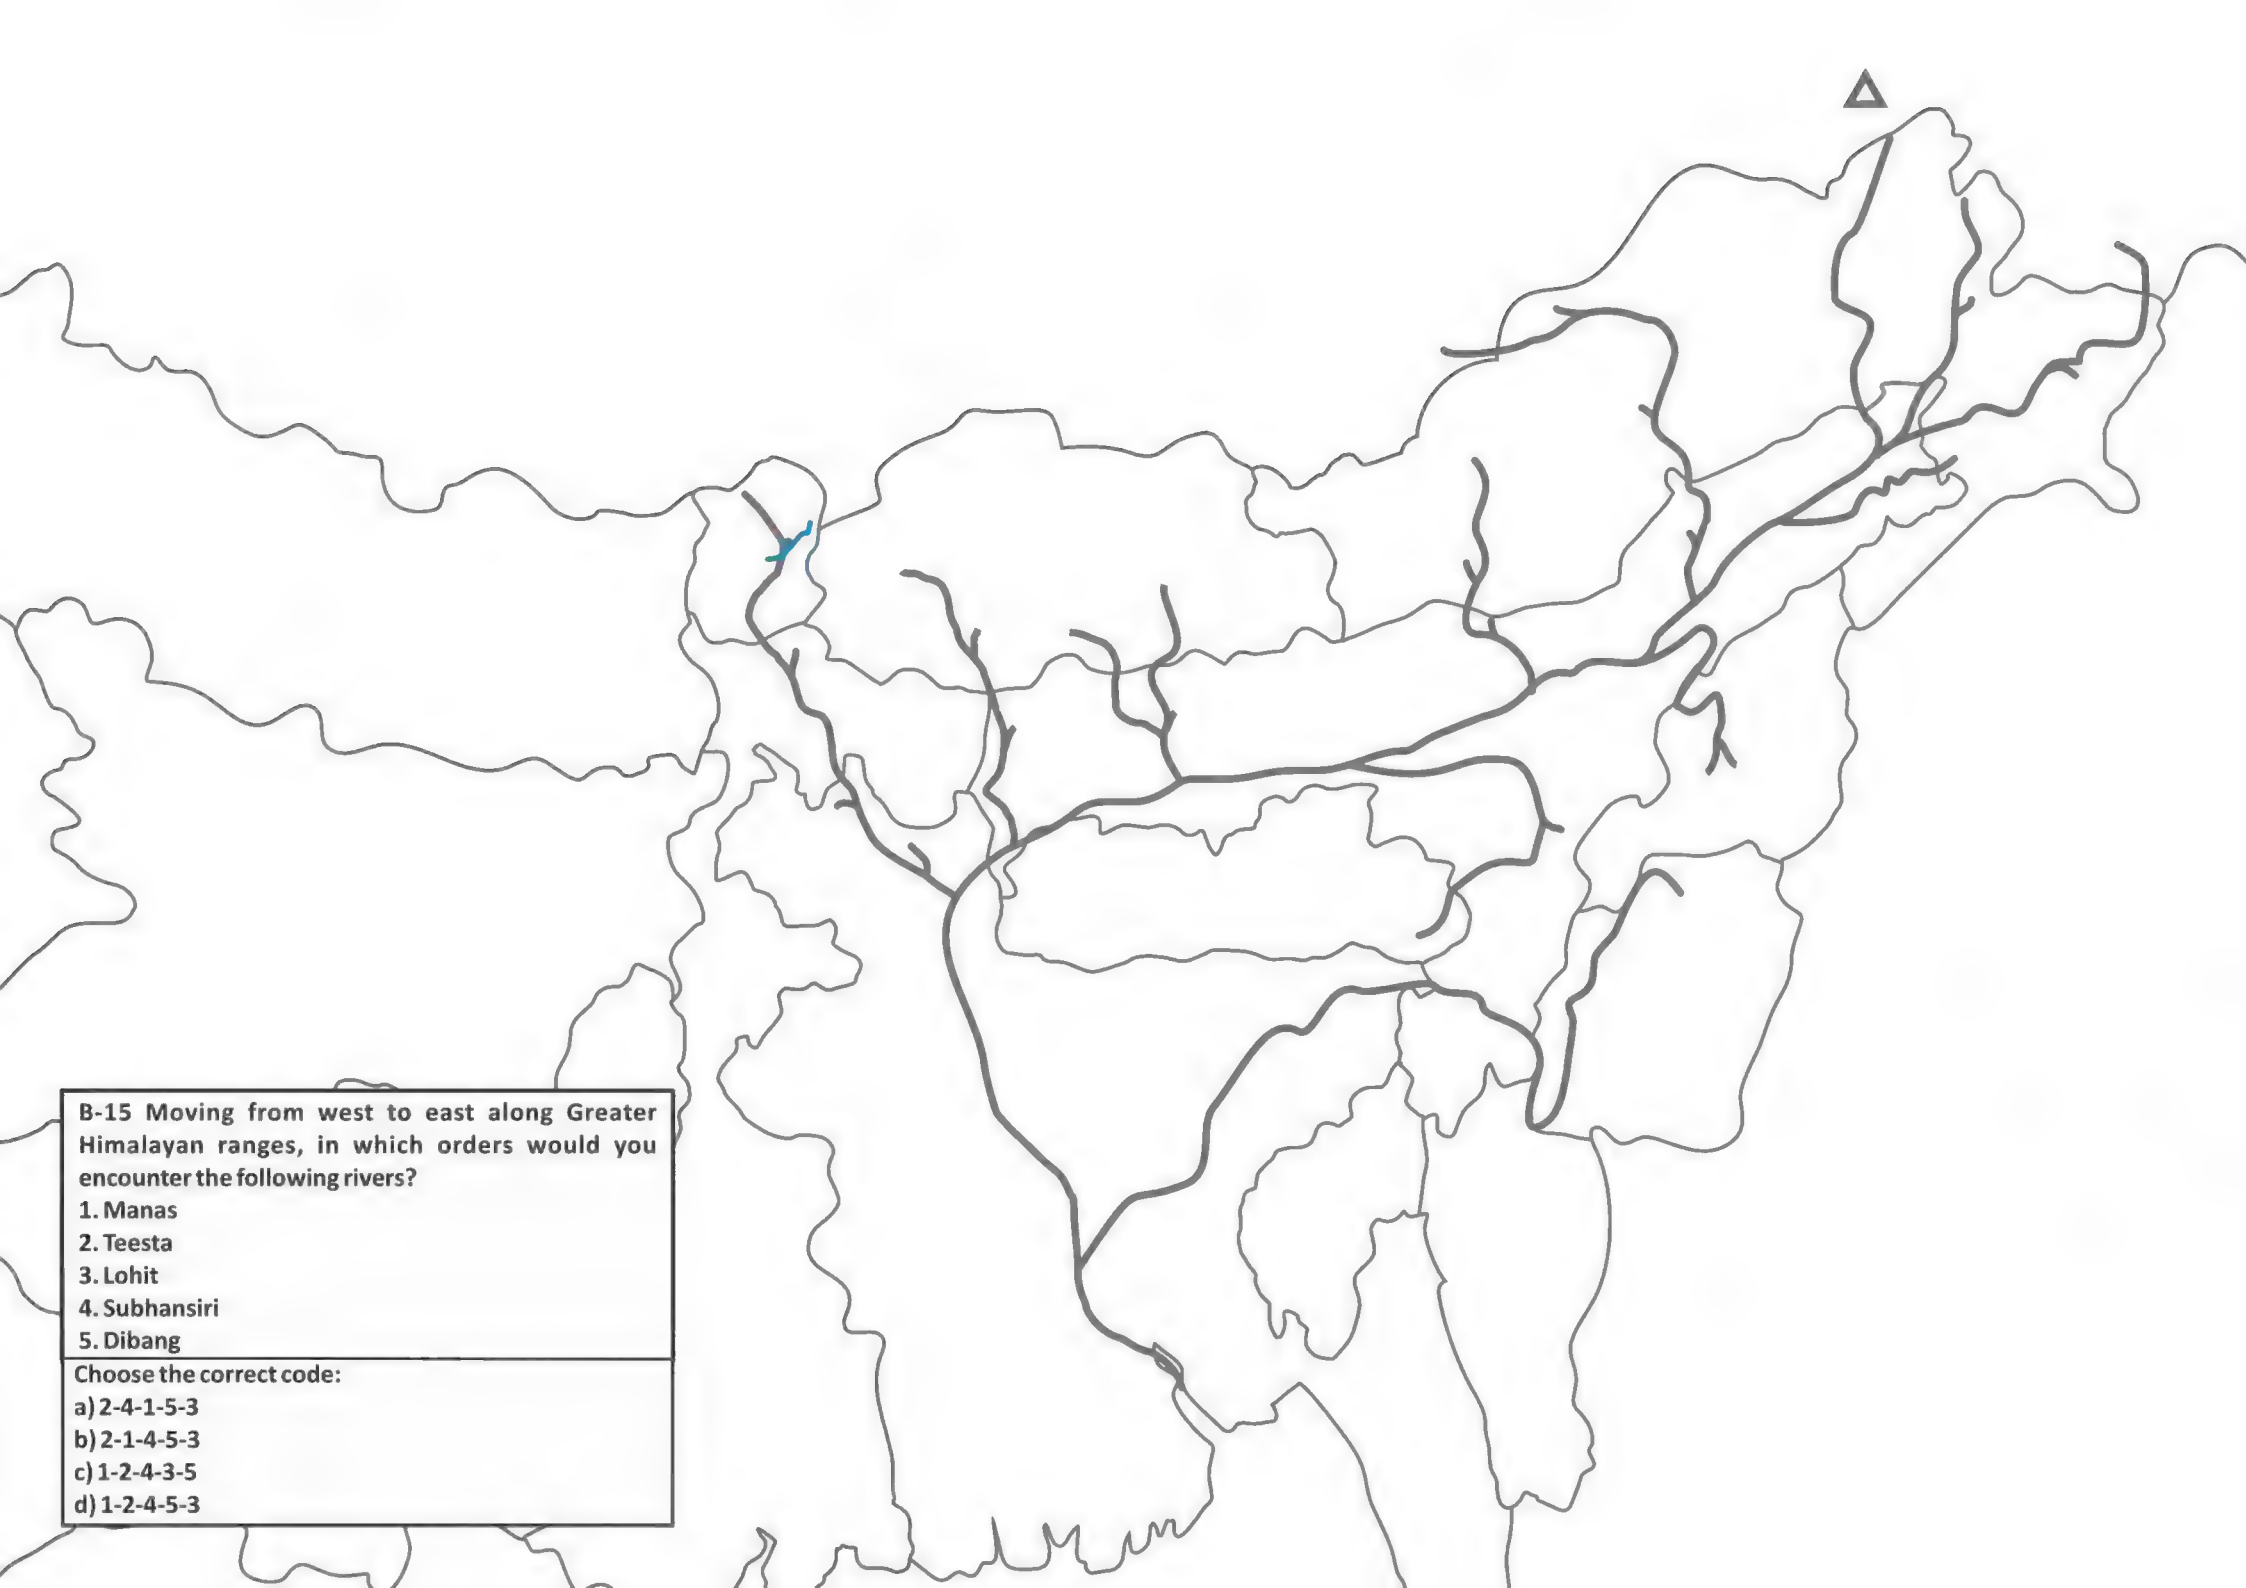 B-15 Moving from west to east along Greater
Himalayan ranges, in which orders would you
encounter the following rivers?
1. Manas
2. Teesta
3. Lohit
4. Subhansiri
5. Dibang
Choose the correct code:
a) 2-4-1-5-3
b) 2-1-4-5-3
c) 1-2-4-3-5
d) 1-2-4-5-3